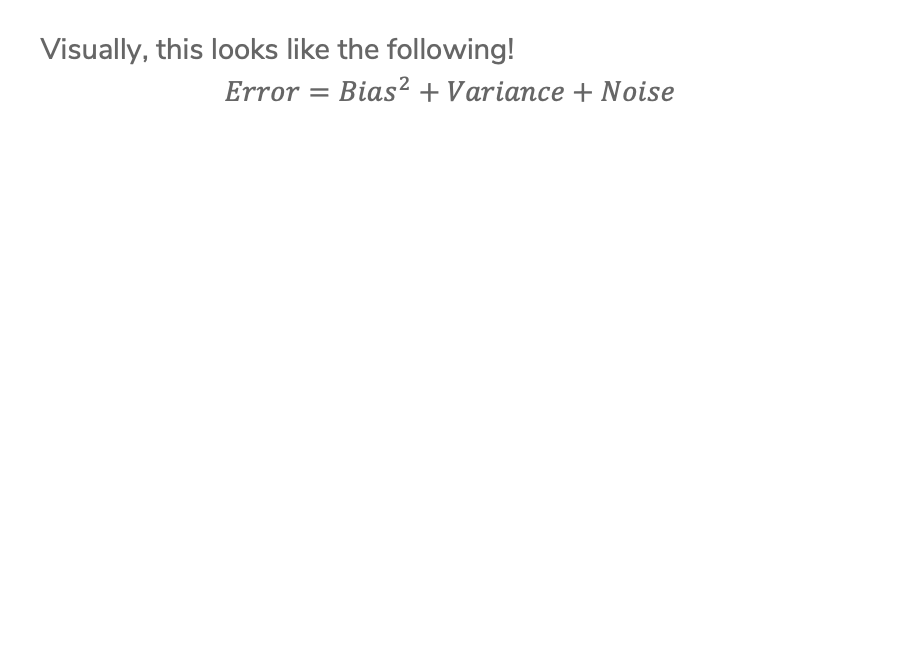 Visually, this looks like the following!
Error = Bias² + Variance + Noise